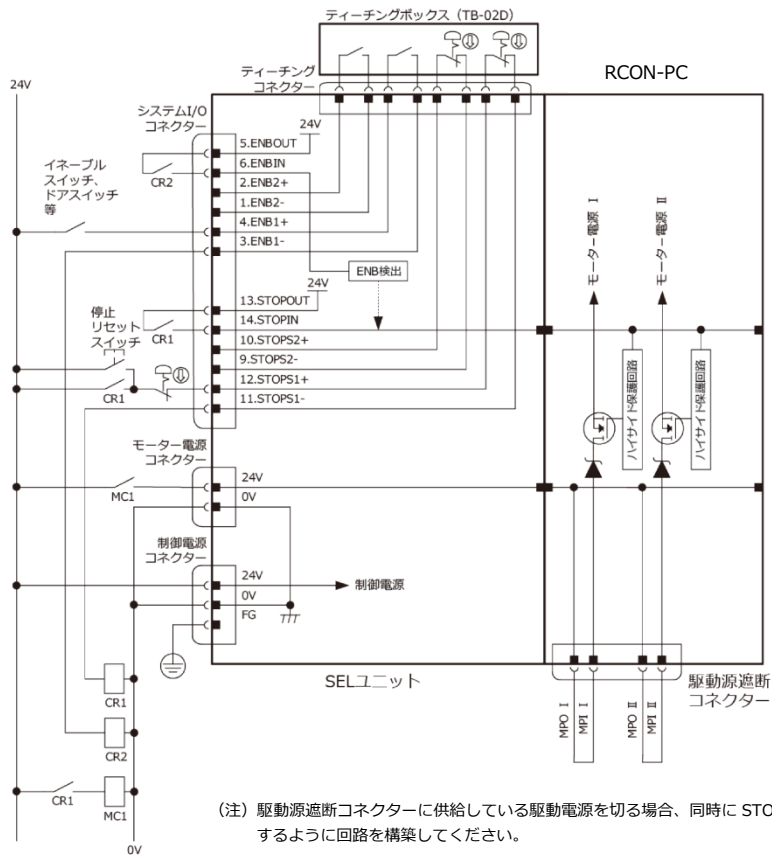 ティーチングボックス（TB-02D）
ティーチング
コネクター
RCON-PC
24V
システムI/O
コネクター
24V
5.ENBOUT
6.ENBIN
2.ENB2+
1.ENB2-
4.ENB1+
3.ENB1-
CR2
イネーブル
スイッチ、
ドアスイッチ
等
ENB検出
24V
13.STOPOUT
14.STOPIN
10.STOPS2+
9.STOPS2-
12.STOPS1+
11.STOPS1-
停止
リセット
スイッチ
CR1
CR1
モーター電源 I
モーター電源 II
ハイサイド保護回路
ハイサイド保護回路
モーター電源
コネクター
24V
0V
MC1
制御電源
コネクター
24V
0V
FG
制御電源
SELユニット
駆動源遮断
コネクター
MPO I
MPI I
MPO II
MPI II
CR1
CR2
CR1
MC1
0V
（注）駆動源遮断コネクターに供給している駆動電源を切る場合、同時に STO
するように回路を構築してください。